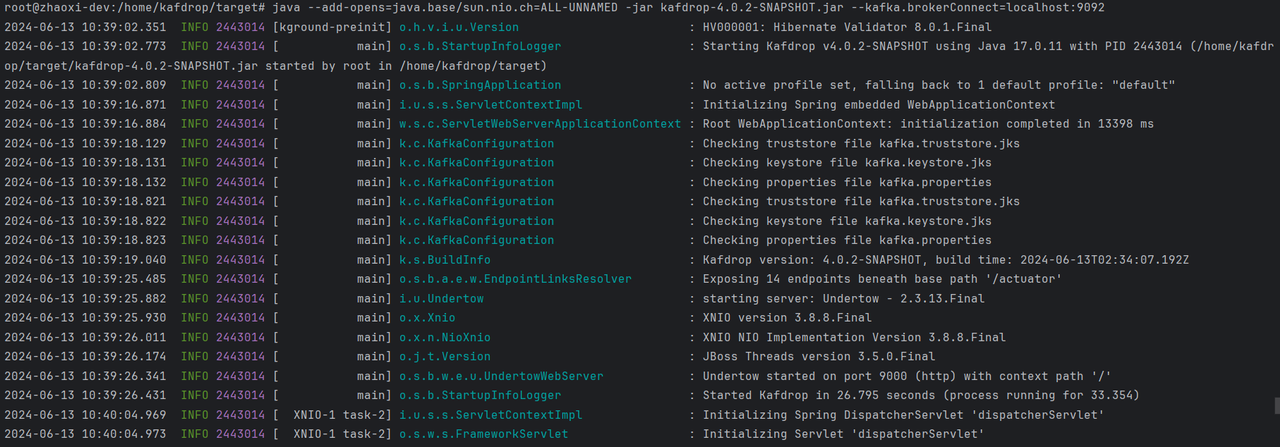 root@zhaoxi-dev:/home/kafdrop/target# java --add-opens=java.base/sun.nio.ch=ALL-UNNAMED -jar kafdrop-4.0.2-SNAPSHOT.jar --kafka.brokerConnect=localhost:9092
2024-06-13 10:39:02.351  INFO 2443014 [kground-preinit] o.h.v.i.u.Version                        : HV000001: Hibernate Validator 8.0.1.Final
2024-06-13 10:39:02.773  INFO 2443014 [           main] o.s.b.StartupInfoLogger                  : Starting Kafdrop v4.0.2-SNAPSHOT using Java 17.0.11 with PID 2443014 (/home/kafdr
op/target/kafdrop-4.0.2-SNAPSHOT.jar started by root in /home/kafdrop/target)
2024-06-13 10:39:02.809  INFO 2443014 [           main] o.s.b.SpringApplication                  : No active profile set, falling back to 1 default profile: "default"
2024-06-13 10:39:16.871  INFO 2443014 [           main] i.u.s.s.ServletContextImpl               : Initializing Spring embedded WebApplicationContext
2024-06-13 10:39:16.884  INFO 2443014 [           main] w.s.c.ServletWebServerApplicationContext : Root WebApplicationContext: initialization completed in 13398 ms
2024-06-13 10:39:18.129  INFO 2443014 [           main] k.c.KafkaConfiguration                   : Checking truststore file kafka.truststore.jks
2024-06-13 10:39:18.131  INFO 2443014 [           main] k.c.KafkaConfiguration                   : Checking keystore file kafka.keystore.jks
2024-06-13 10:39:18.132  INFO 2443014 [           main] k.c.KafkaConfiguration                   : Checking properties file kafka.properties
2024-06-13 10:39:18.821  INFO 2443014 [           main] k.c.KafkaConfiguration                   : Checking truststore file kafka.truststore.jks
2024-06-13 10:39:18.822  INFO 2443014 [           main] k.c.KafkaConfiguration                   : Checking keystore file kafka.keystore.jks
2024-06-13 10:39:18.823  INFO 2443014 [           main] k.c.KafkaConfiguration                   : Checking properties file kafka.properties
2024-06-13 10:39:19.040  INFO 2443014 [           main] k.s.BuildInfo                            : Kafdrop version: 4.0.2-SNAPSHOT, build time: 2024-06-13T02:34:07.192Z
2024-06-13 10:39:25.485  INFO 2443014 [           main] o.s.b.a.e.w.EndpointLinksResolver        : Exposing 14 endpoints beneath base path '/actuator'
2024-06-13 10:39:25.882  INFO 2443014 [           main] i.u.Undertow                             : starting server: Undertow - 2.3.13.Final
2024-06-13 10:39:25.930  INFO 2443014 [           main] o.x.Xnio                                 : XNIO version 3.8.8.Final
2024-06-13 10:39:26.011  INFO 2443014 [           main] o.x.n.NioXnio                            : XNIO NIO Implementation Version 3.8.8.Final
2024-06-13 10:39:26.174  INFO 2443014 [           main] o.j.t.Version                            : JBoss Threads version 3.5.0.Final
2024-06-13 10:39:26.341  INFO 2443014 [           main] o.s.b.w.e.u.UndertowWebServer            : Undertow started on port 9000 (http) with context path '/'
2024-06-13 10:39:26.431  INFO 2443014 [           main] o.s.b.StartupInfoLogger                  : Started Kafdrop in 26.795 seconds (process running for 33.354)
2024-06-13 10:40:04.969  INFO 2443014 [  XNIO-1 task-2] i.u.s.s.ServletContextImpl               : Initializing Spring DispatcherServlet 'dispatcherServlet'
2024-06-13 10:40:04.973  INFO 2443014 [  XNIO-1 task-2] o.s.w.s.FrameworkServlet                 : Initializing Servlet 'dispatcherServlet'